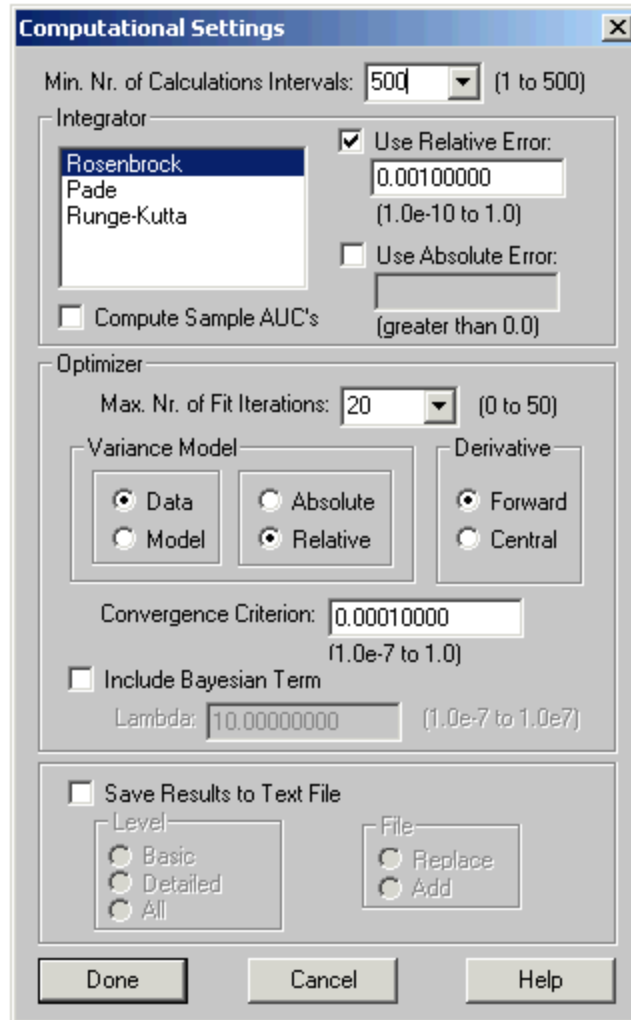 Computational Settings
Min. Nr. of Calculations Intervals: 500 (1 to 500)
Integrator
Rosenbrock
Pade
Runge-Kutta
Use Relative Error:
0.00100000
(1.0e-10 to 1.0)
Use Absolute Error:
(greater than 0.0)
Compute Sample AUC's
Optimizer
Max. Nr. of Fit Iterations: 20 (0 to 50)
Variance Model
Data
Model
Absolute
Relative
Derivative
Forward
Central
Convergence Criterion: 0.00010000
(1.0e-7 to 1.0)
Include Bayesian Term
Lambda: 10.00000000 (1.0e-7 to 1.0e7)
Save Results to Text File
Level
Basic
Detailed
All
File
Replace
Add
Done Cancel Help